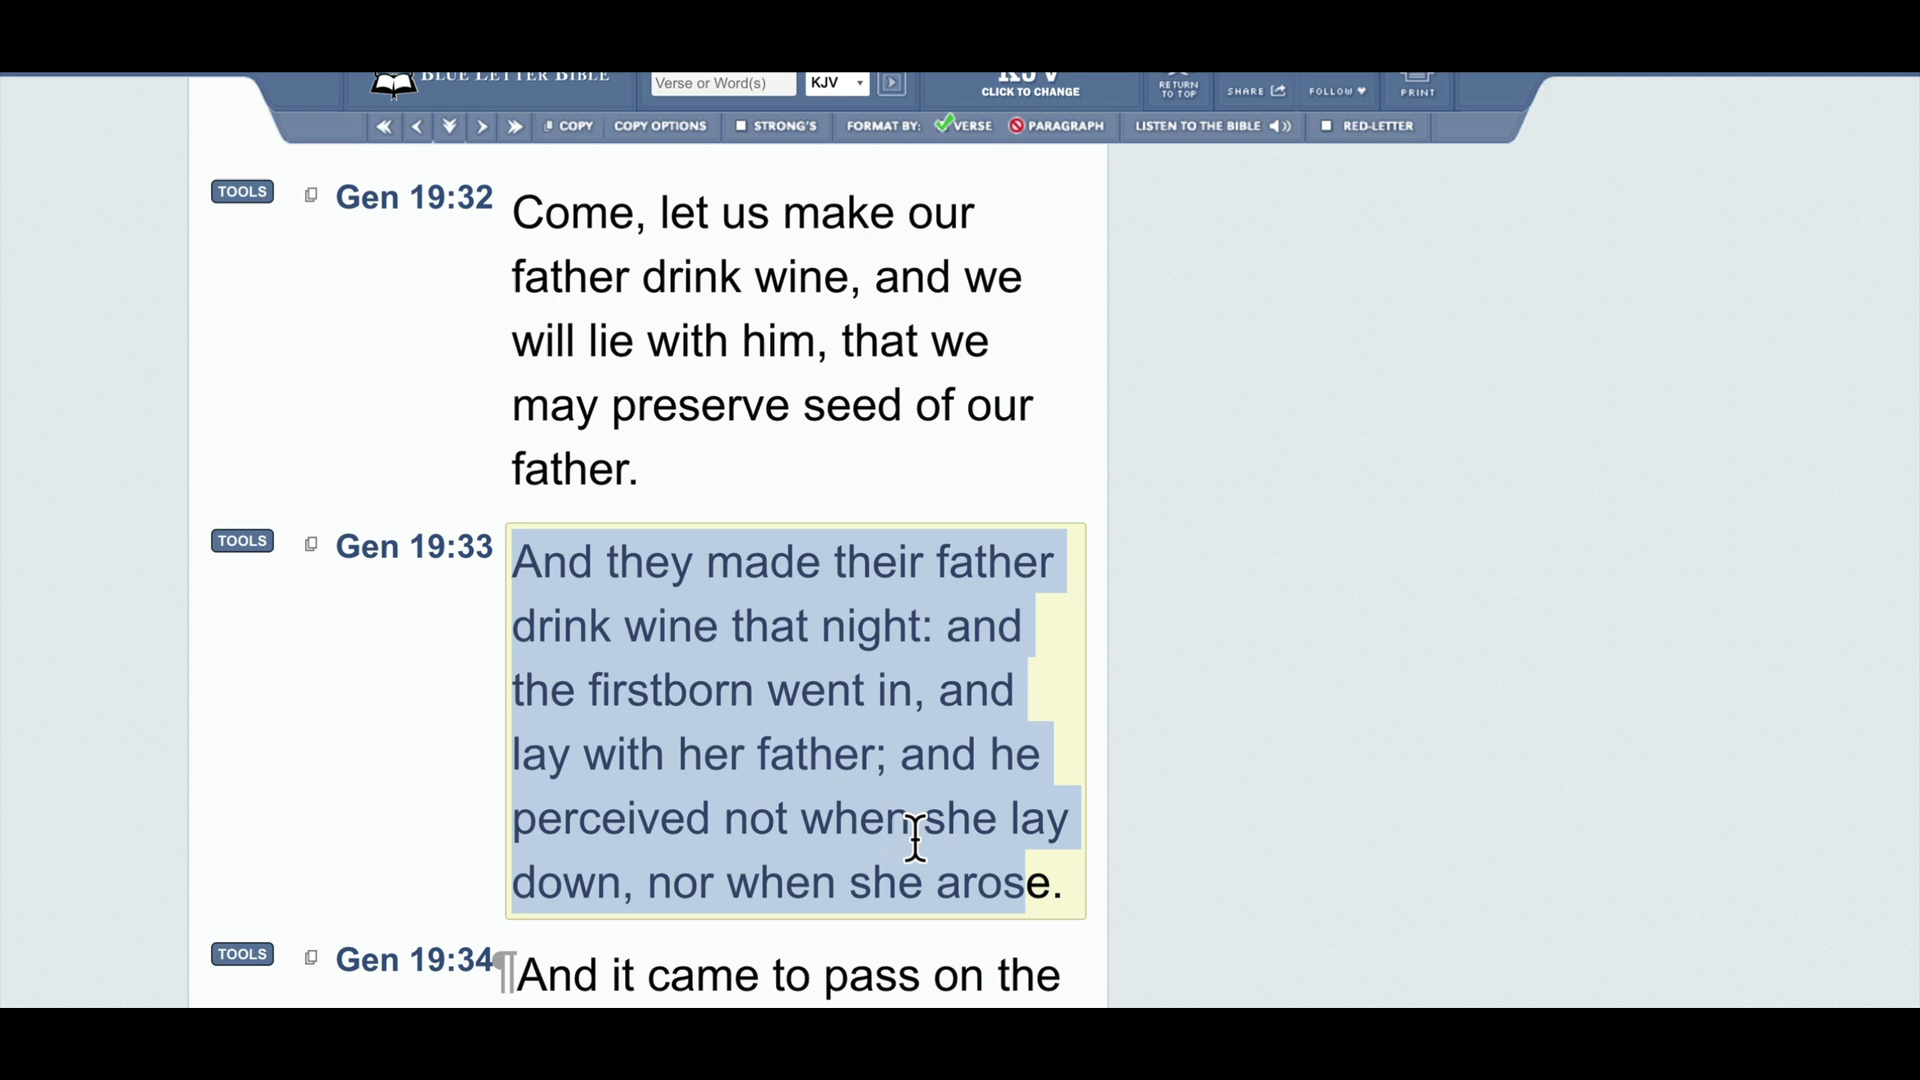 BLUE LETTER BIBLE
Verse or Word(s)
KJV
KJV
CLICK TO CHANGE
RETURN
TO TOP
SHARE
FOLLOW
PRINT
COPY
COPY OPTIONS
STRONG'S
FORMAT BY:
VERSE
PARAGRAPH
LISTEN TO THE BIBLE
RED-LETTER
TOOLS
Gen 19:32
Come, let us make our
father drink wine, and we
will lie with him, that we
may preserve seed of our
father.
TOOLS
Gen 19:33
And they made their father
drink wine that night: and
the firstborn went in, and
lay with her father; and he
perceived not when she lay
down, nor when she arose.
TOOLS
Gen 19:34
¶And it came to pass on the